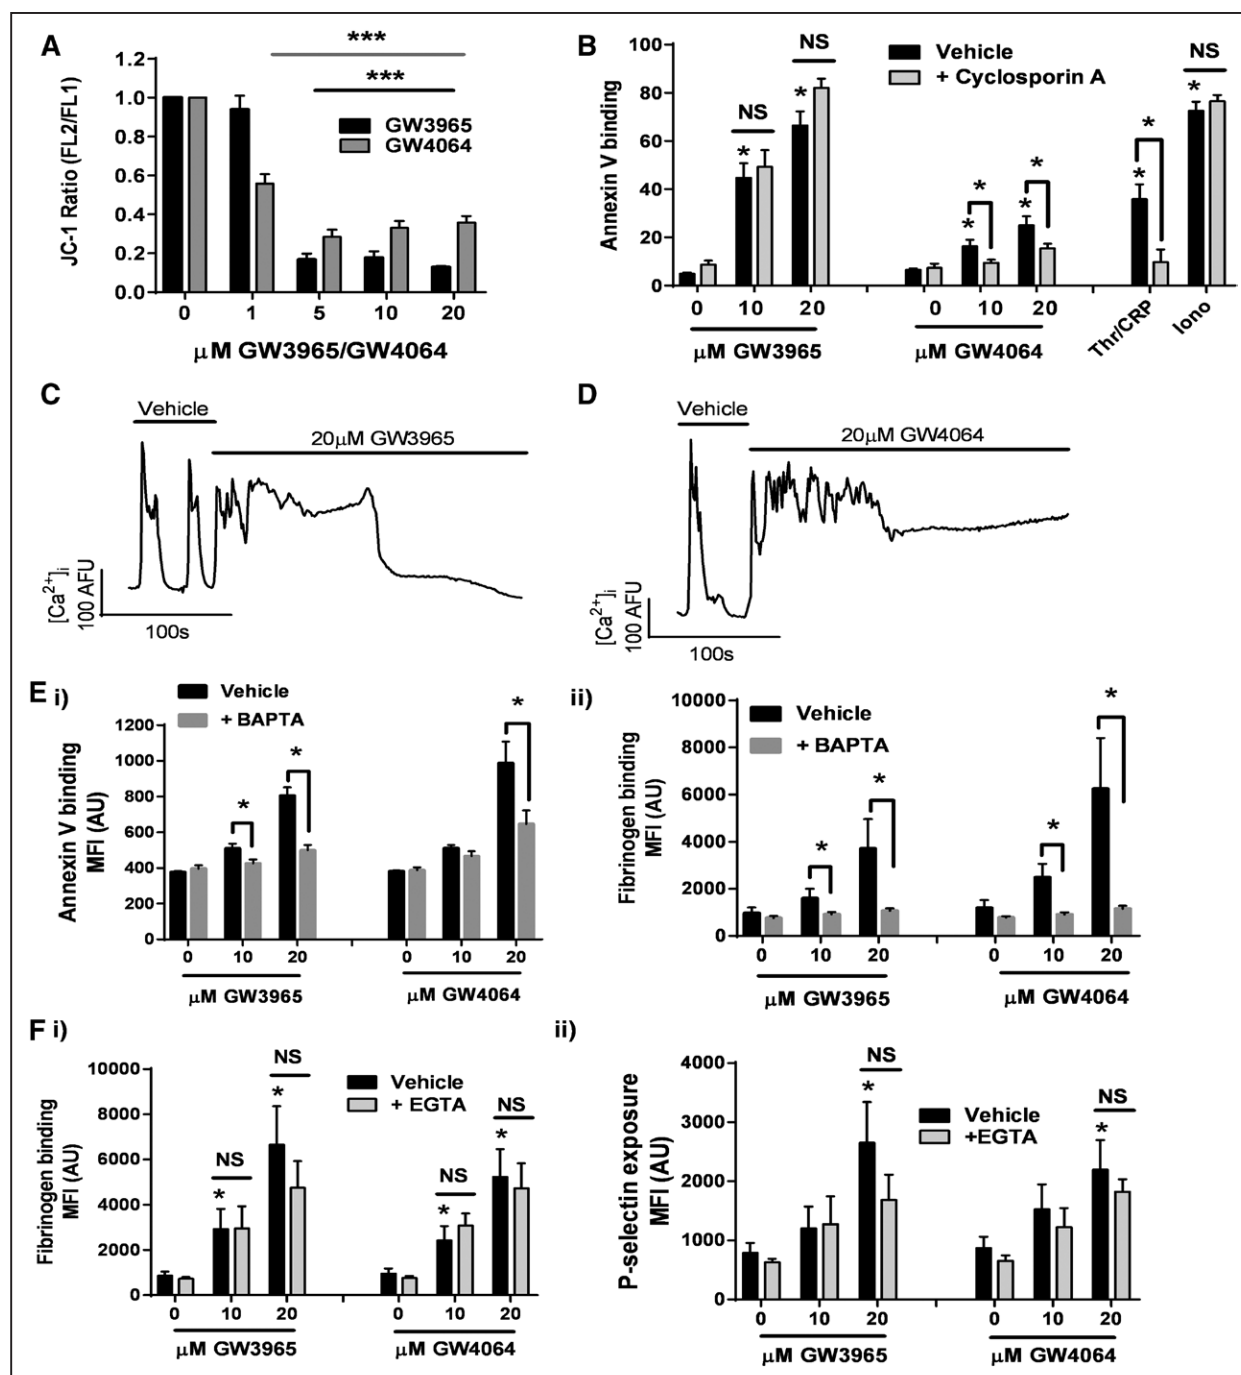 A
***
***
1.2
1.0
0.8
0.6
0.4
0.2
0.0
JC-1 Ratio (FL2/FL1)
GW3965
GW4064
0 1 5 10 20
μM GW3965/GW4064
B
100
80
60
40
20
0
Annexin V binding
NS
NS
NS
Vehicle
+ Cyclosporin A
* * * * * * * * *
0 10 20 0 10 20 Thr/CRP Iono
μM GW3965 μM GW4064
C
Vehicle
20μM GW3965
[Ca2+]i
100 AFU
100s
D
Vehicle
20μM GW4064
[Ca2+]i
100 AFU
100s
E i)
Vehicle
+ BAPTA
1200
1000
800
600
400
200
0
Annexin V binding
MFI (AU)
* * *
0 10 20 0 10 20
μM GW3965 μM GW4064
ii)
Vehicle
+ BAPTA
10000
8000
6000
4000
2000
0
Fibrinogen binding
MFI (AU)
* * * *
0 10 20 0 10 20
μM GW3965 μM GW4064
F i)
10000
8000
6000
4000
2000
0
Fibrinogen binding
MFI (AU)
Vehicle
+ EGTA
NS NS NS NS
* * * *
0 10 20 0 10 20
μM GW3965 μM GW4064
ii)
4000
3000
2000
1000
0
P-selectin exposure
MFI (AU)
Vehicle
+EGTA
NS NS
* *
0 10 20 0 10 20
μM GW3965 μM GW4064